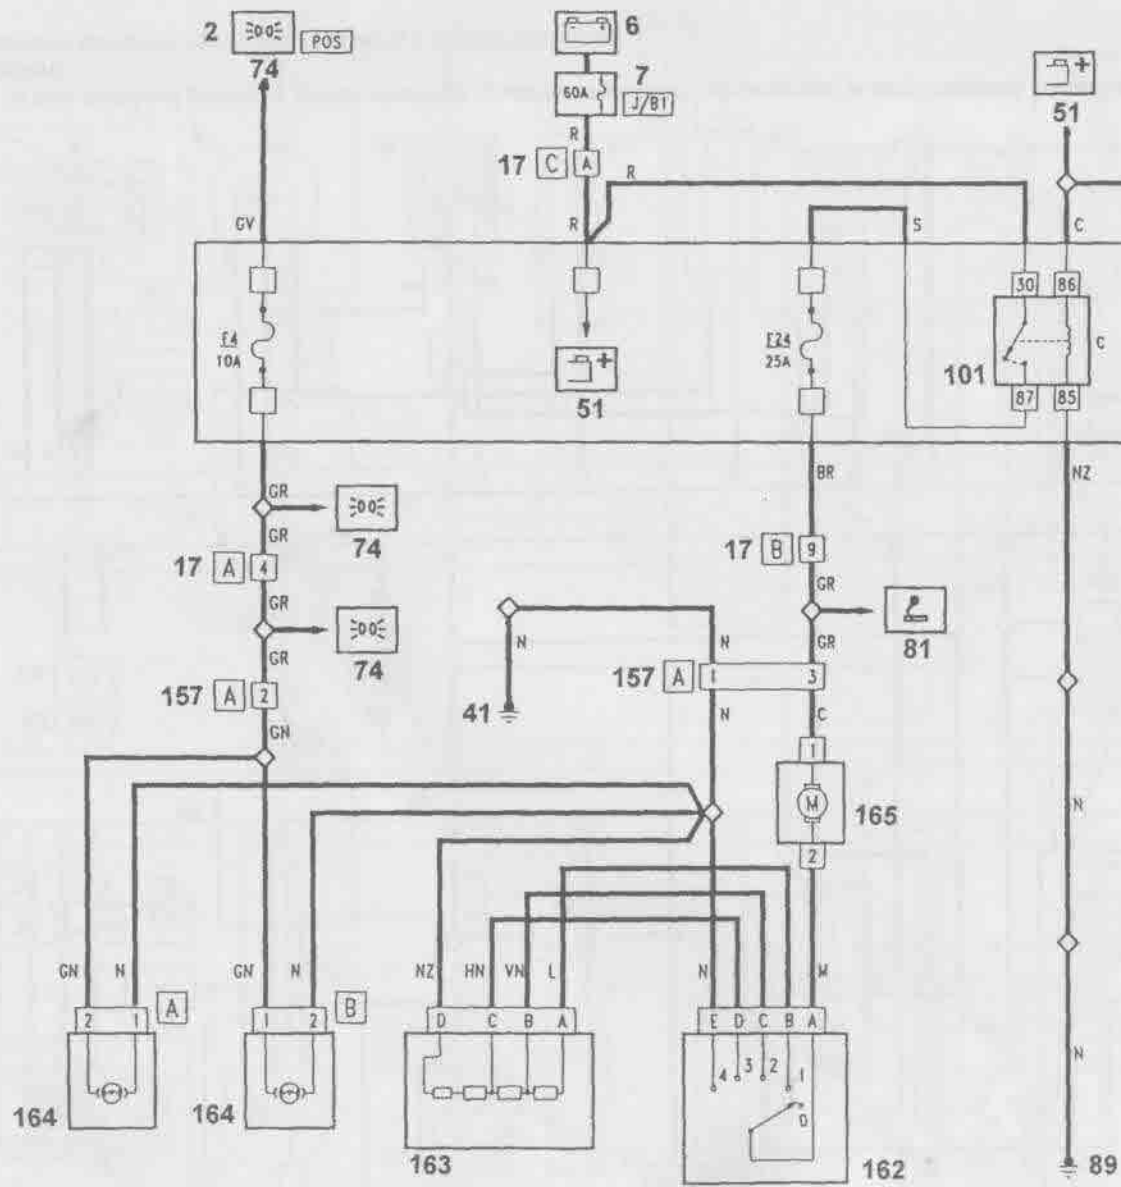 2 POS 6
74 60A 7 J/B1 + 51
R
17 C A R
GV R S C
30 86
F4 10A + 51 F24 25A 101 C
87 85
GR BR NZ
74
GR 17 B 9
17 A 4
GR N N GR 81
74
GR 157 A 1 3
157 A 2 41 N C
GN 1
M 165 N
2
GN N GN N NZ HN VN L N M
2 1 A 1 2 B D C B A E D C B A
N
4 3 2 1 0
164 164 163 162 89